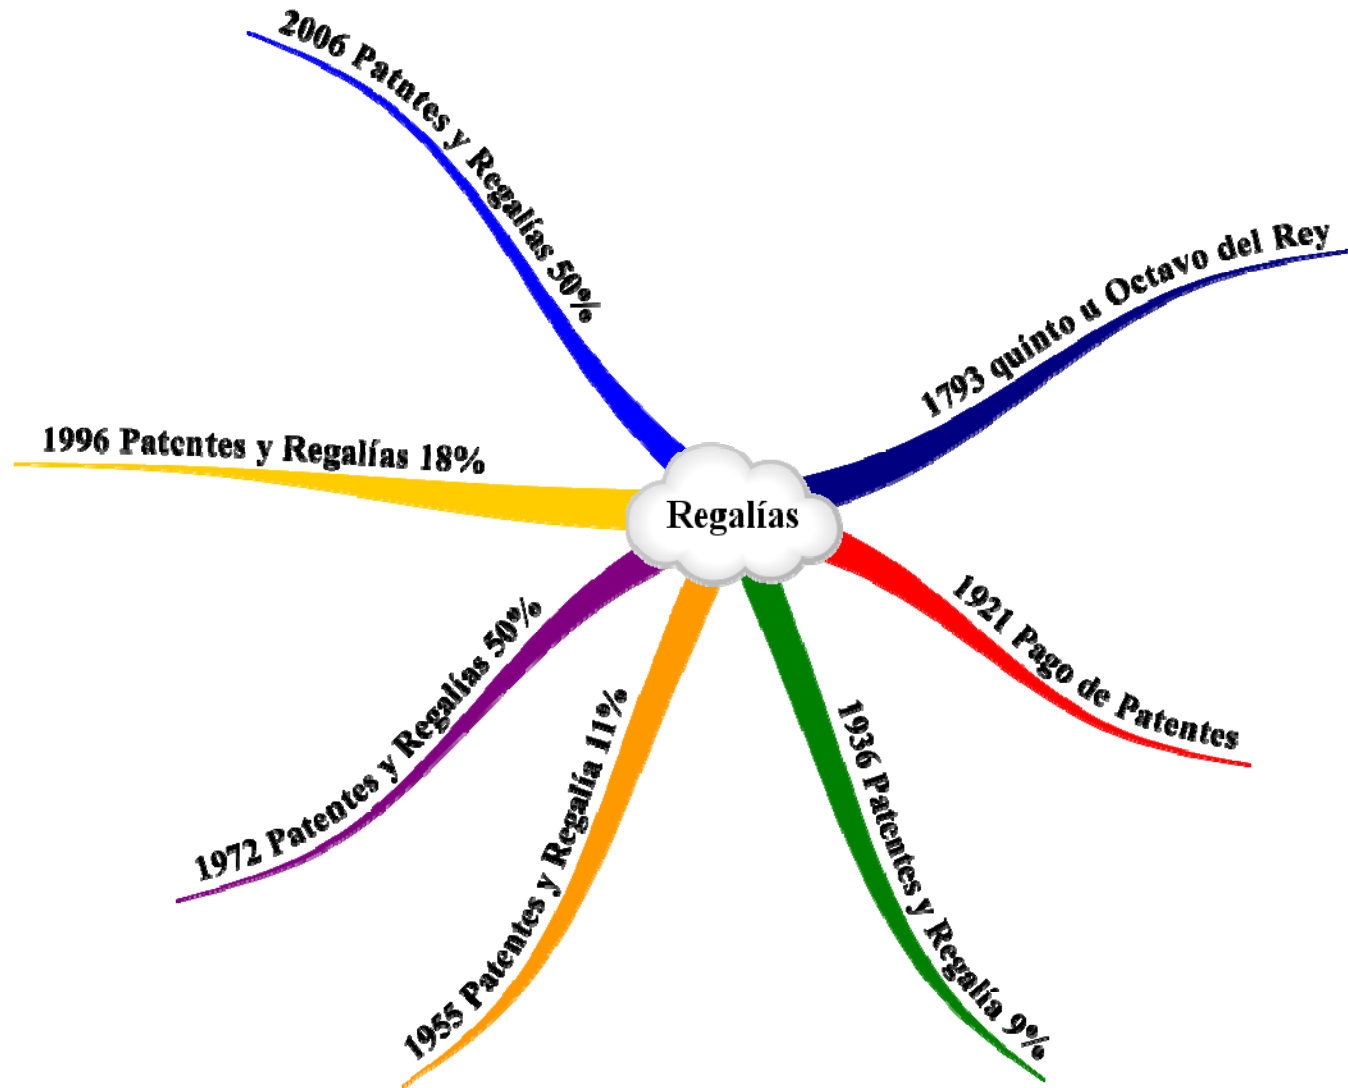 Regalías
1793 quinto u Octavo del Rey
1921 Pago de Patentes
1936 Patentes y Regalía 9%
1955 Patentes y Regalía 11%
1972 Patentes y Regalías 50%
1996 Patentes y Regalías 18%
2006 Patntes y Regalías 50%